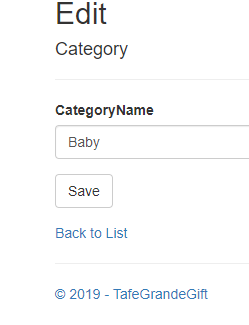 Edit
Category
CategoryName
Baby
Save
Back to List
© 2019 - TafeGrandeGift